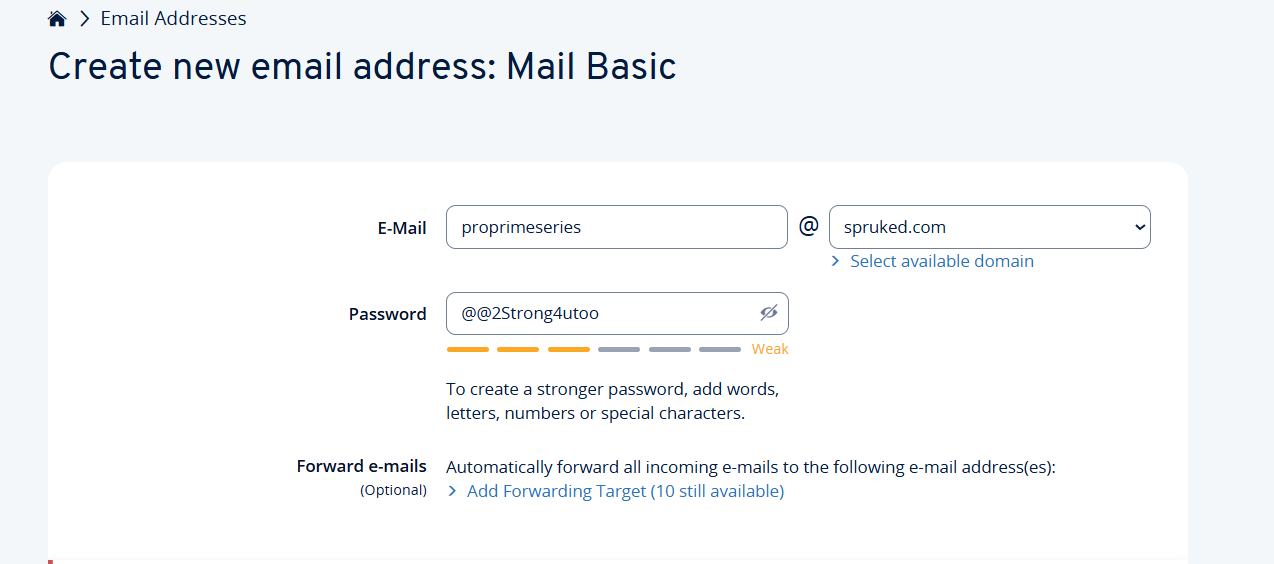 Email Addresses
Create new email address: Mail Basic
E-Mail proprimeseries @ spruked.com
Select available domain
Password @@2Strong4utoo
Weak
To create a stronger password, add words,
letters, numbers or special characters.
Forward e-mails Automatically forward all incoming e-mails to the following e-mail address(es):
(Optional) Add Forwarding Target (10 still available)